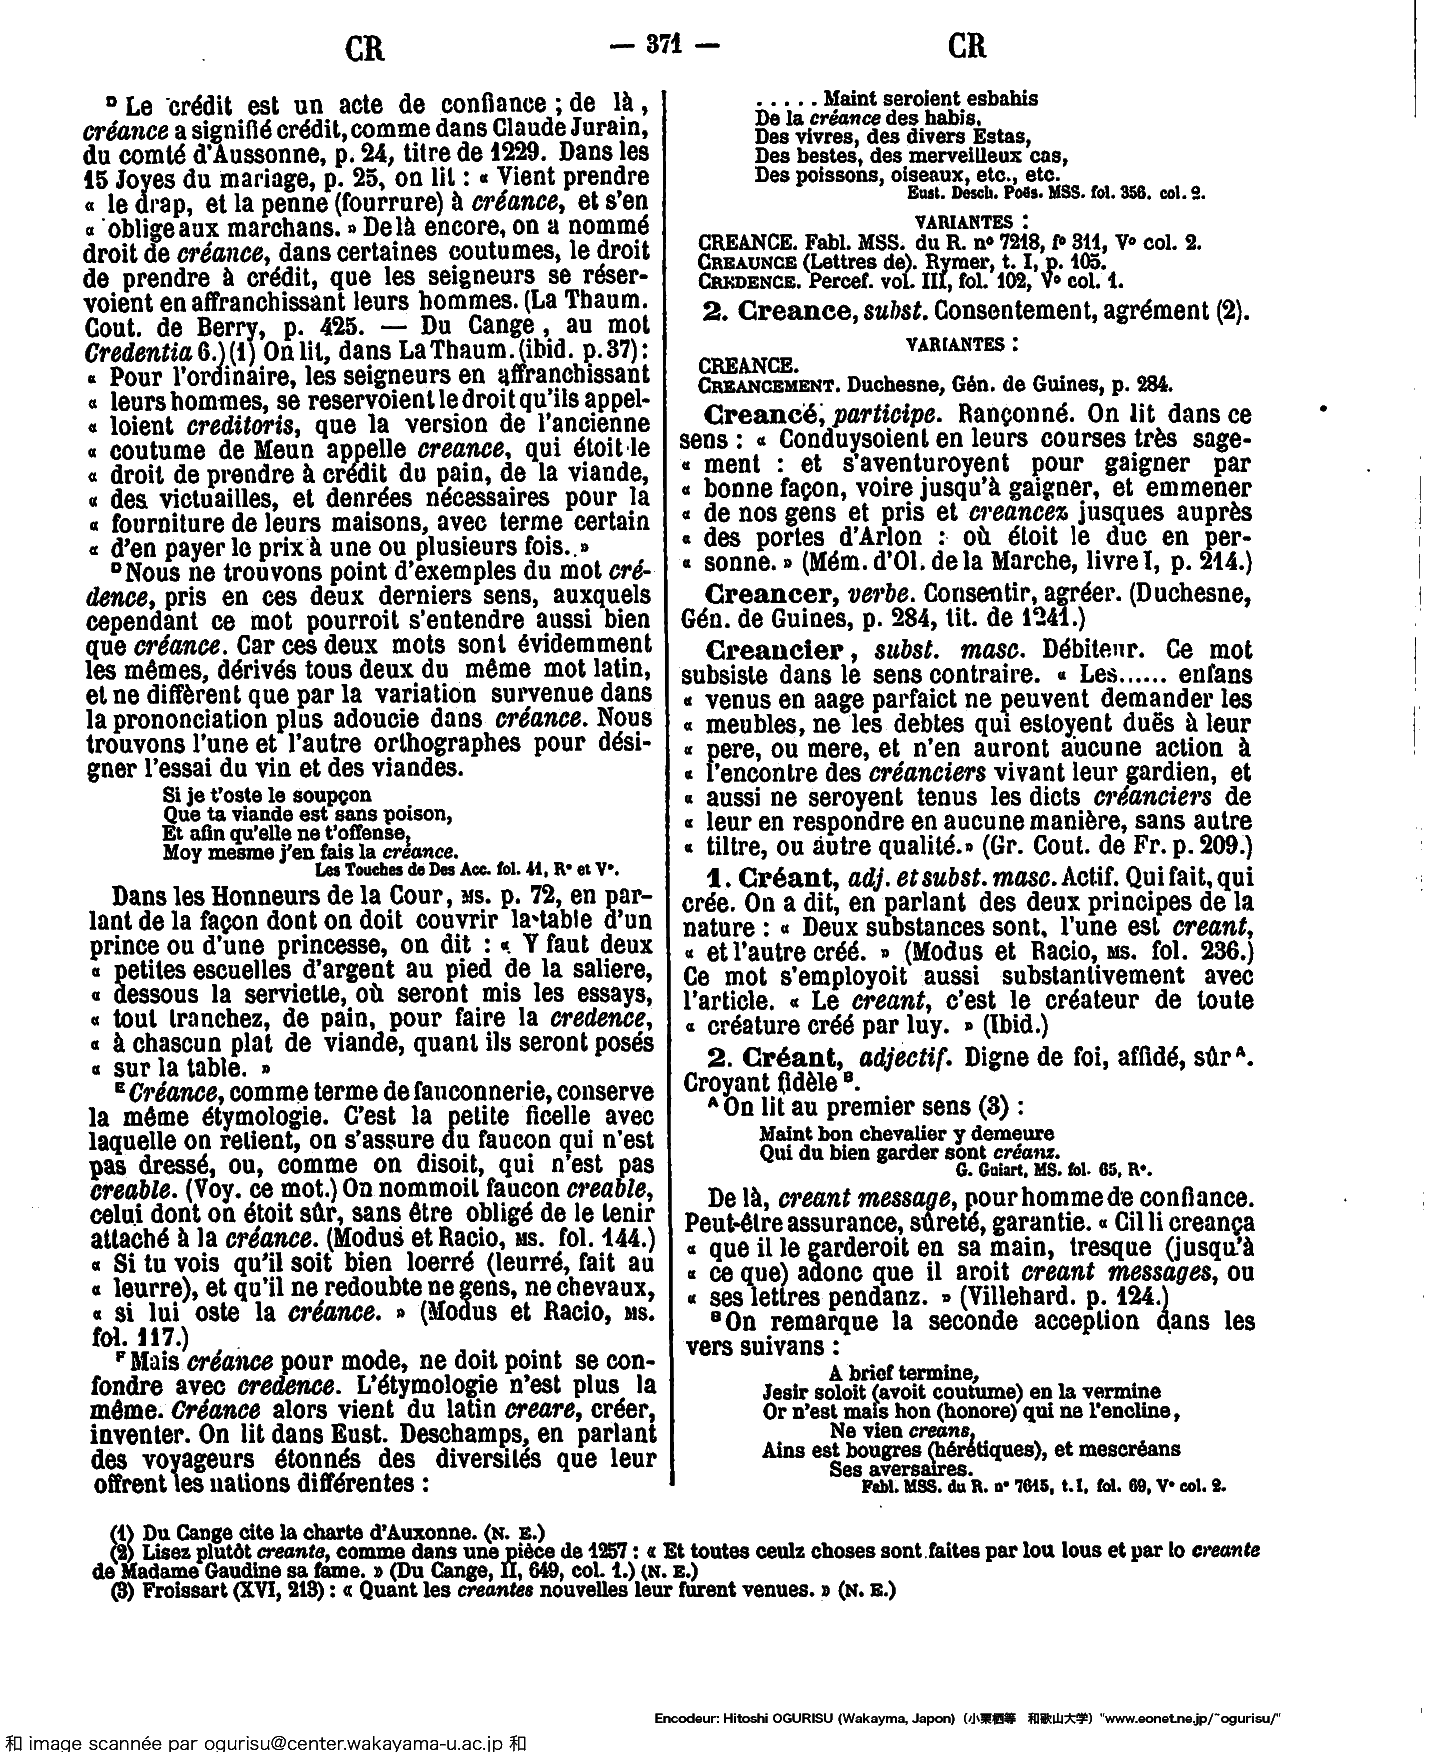 CR
— 371 —
CR
ᴰ Le crédit est un acte de confiance ; de là,
créance a signifié crédit, comme dans Claude Jurain,
du comté d'Aussonne, p. 24, titre de 1229. Dans les
15 Joyes du mariage, p. 25, on lit : « Vient prendre
« le drap, et la penne (fourrure) à créance, et s'en
« oblige aux marchans. » De là encore, on a nommé
droit de créance, dans certaines coutumes, le droit
de prendre à crédit, que les seigneurs se réser-
voient en affranchissant leurs hommes. (La Thaum.
Cout. de Berry, p. 425. — Du Cange, au mot
Credentia 6.) (1) On lit, dans La Thaum. (ibid. p. 37) :
« Pour l'ordinaire, les seigneurs en affranchissant
« leurs hommes, se reservoient le droit qu'ils appel-
« loient creditoris, que la version de l'ancienne
« coutume de Meun appelle creance, qui étoit le
« droit de prendre à crédit du pain, de la viande,
« des victuailles, et denrées nécessaires pour la
« fourniture de leurs maisons, avec terme certain
« d'en payer le prix à une ou plusieurs fois.. »
ᴰ Nous ne trouvons point d'exemples du mot cré-
dence, pris en ces deux derniers sens, auxquels
cependant ce mot pourroit s'entendre aussi bien
que créance. Car ces deux mots sont évidemment
les mêmes, dérivés tous deux du même mot latin,
et ne diffèrent que par la variation survenue dans
la prononciation plus adoucie dans créance. Nous
trouvons l'une et l'autre orthographes pour dési-
gner l'essai du vin et des viandes.
Si je t'oste le soupçon
Que ta viande est sans poison,
Et afin qu'elle ne t'offense,
Moy mesme j'en fais la créance.
Les Touches de Des Acc. fol. 41, R° et V°.
Dans les Honneurs de la Cour, MS. p. 72, en par-
lant de la façon dont on doit couvrir la table d'un
prince ou d'une princesse, on dit : « Y faut deux
« petites escuelles d'argent au pied de la saliere,
« dessous la serviette, où seront mis les essays,
« tout tranchez, de pain, pour faire la credence,
« à chascun plat de viande, quant ils seront posés
« sur la table. »
ᴱ Créance, comme terme de fauconnerie, conserve
la même étymologie. C'est la petite ficelle avec
laquelle on retient, on s'assure du faucon qui n'est
pas dressé, ou, comme on disoit, qui n'est pas
creable. (Voy. ce mot.) On nommoit faucon creable,
celui dont on étoit sûr, sans être obligé de le tenir
attaché à la créance. (Modus et Racio, MS. fol. 144.)
« Si tu vois qu'il soit bien loerré (leurré, fait au
« leurre), et qu'il ne redoubte ne gens, ne chevaux,
« si lui oste la créance. » (Modus et Racio, MS.
fol. 117.)
ᶠ Mais créance pour mode, ne doit point se con-
fondre avec credence. L'étymologie n'est plus la
même. Créance alors vient du latin creare, créer,
inventer. On lit dans Eust. Deschamps, en parlant
des voyageurs étonnés des diversités que leur
offrent les nations différentes :
. . . . . Maint seroient esbahis
De la créance des habis,
Des vivres, des divers Estas,
Des bestes, des merveilleux cas,
Des poissons, oiseaux, etc., etc.
Eust. Desch. Poës. MSS. fol. 356, col. 2.
VARIANTES :
CREANCE. Fabl. MSS. du R. n° 7218, f° 311, V° col. 2.
CREAUNCE (Lettres de). Rymer, t. I, p. 105.
CREDENCE. Percef. vol. III, fol. 102, V° col. 1.
2. Creance, subst. Consentement, agrément (2).
VARIANTES :
CREANCE.
CREANCEMENT. Duchesne, Gén. de Guines, p. 284.
Creancé, participe. Rançonné. On lit dans ce
sens : « Conduysoient en leurs courses très sage-
« ment : et s'aventuroyent pour gaigner par
« bonne façon, voire jusqu'à gaigner, et emmener
« de nos gens et pris et creancez jusques auprès
« des portes d'Arlon : où étoit le duc en per-
« sonne. » (Mém. d'Ol. de la Marche, livre I, p. 214.)
Creancer, verbe. Consentir, agréer. (Duchesne,
Gén. de Guines, p. 284, tit. de 1241.)
Creancier, subst. masc. Débiteur. Ce mot
subsiste dans le sens contraire. « Les...... enfans
« venus en aage parfaict ne peuvent demander les
« meubles, ne les debtes qui estoyent duës à leur
« pere, ou mere, et n'en auront aucune action à
« l'encontre des créanciers vivant leur gardien, et
« aussi ne seroyent tenus les dicts créanciers de
« leur en respondre en aucune manière, sans autre
« tiltre, ou autre qualité. » (Gr. Cout. de Fr. p. 209.)
1. Créant, adj. et subst. masc. Actif. Qui fait, qui
crée. On a dit, en parlant des deux principes de la
nature : « Deux substances sont, l'une est creant,
« et l'autre créé. » (Modus et Racio, MS. fol. 236.)
Ce mot s'employoit aussi substantivement avec
l'article. « Le creant, c'est le créateur de toute
« créature créé par luy. » (Ibid.)
2. Créant, adjectif. Digne de foi, affidé, sûr ᴬ.
Croyant fidèle ᴮ.
ᴬ On lit au premier sens (3) :
Maint bon chevalier y demeure
Qui du bien garder sont créanz.
G. Guiart, MS. fol. 65, R°.
De là, creant message, pour homme de confiance.
Peut-être assurance, sûreté, garantie. « Cil li creança
« que il le garderoit en sa main, tresque (jusqu'à
« ce que) adonc que il aroit creant messages, ou
« ses lettres pendanz. » (Villehard. p. 124.)
ᴮ On remarque la seconde acception dans les
vers suivans :
A brief termine,
Jesir soloit (avoit coutume) en la vermine
Or n'est mais hon (honore) qui ne l'encline,
Ne vien creans,
Ains est bougres (hérétiques), et mescréans
Ses aversaires.
Fabl. MSS. du R. n° 7615, t. I, fol. 69, V° col. 2.
(1) Du Cange cite la charte d'Auxonne. (N. E.)
(2) Lisez plutôt creante, comme dans une pièce de 1257 : « Et toutes ceulz choses sont faites par lou lous et par lo creante
de Madame Gaudine sa fame. » (Du Cange, II, 649, col. 1.) (N. E.)
(3) Froissart (XVI, 213) : « Quant les creantes nouvelles leur furent venues. » (N. E.)
Encodeur: Hitoshi OGURISU (Wakayma, Japon) (小栗栖等 和歌山大学) "www.eonet.ne.jp/~ogurisu/"
和 image scannée par ogurisu@center.wakayama-u.ac.jp 和